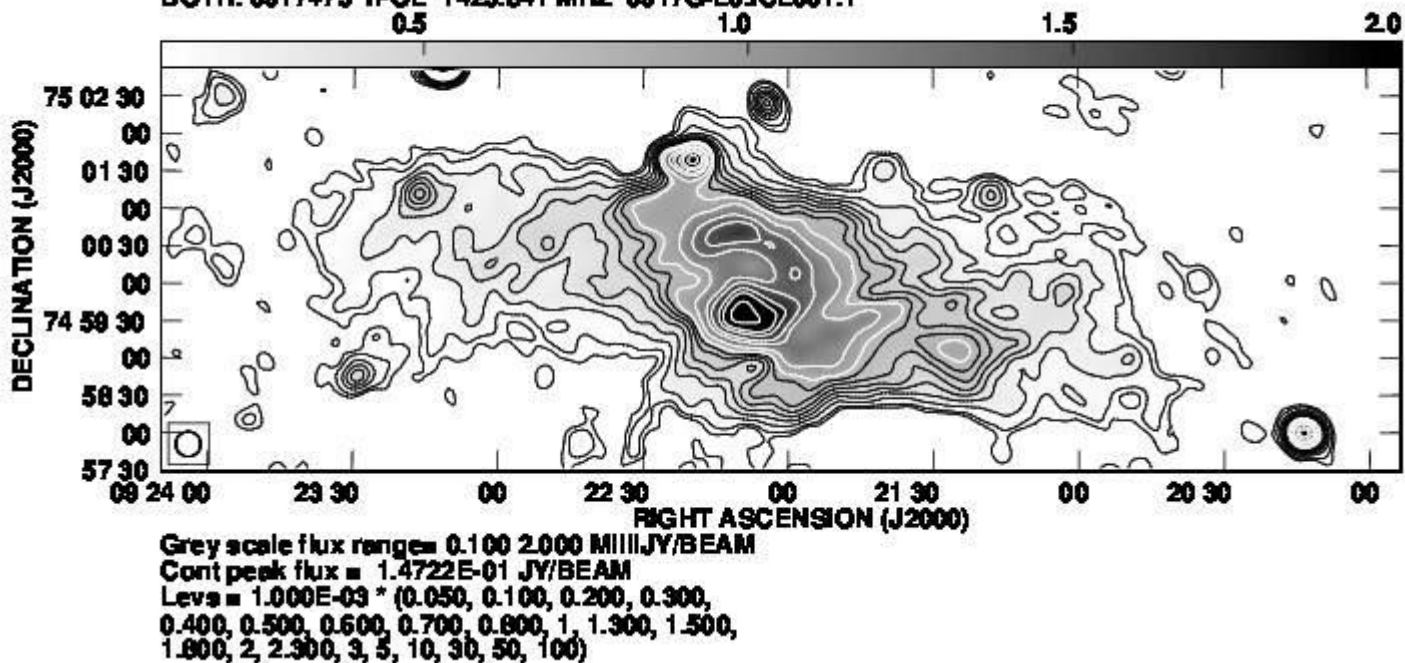 0.5 1.0 1.5 2.0
DECLINATION (J2000)
75 02 30
00
01 30
00
00 30
00
74 59 30
00
58 30
00
57 30
09 24 00 23 30 00 22 30 00 21 30 00 20 30 00
RIGHT ASCENSION (J2000)
Grey scale flux range= 0.100 2.000 MilliJY/BEAM
Cont peak flux = 1.4722E-01 JY/BEAM
Levs = 1.000E-03 * (0.050, 0.100, 0.200, 0.300,
0.400, 0.500, 0.600, 0.700, 0.800, 1, 1.300, 1.500,
1.800, 2, 2.300, 3, 5, 10, 30, 50, 100)